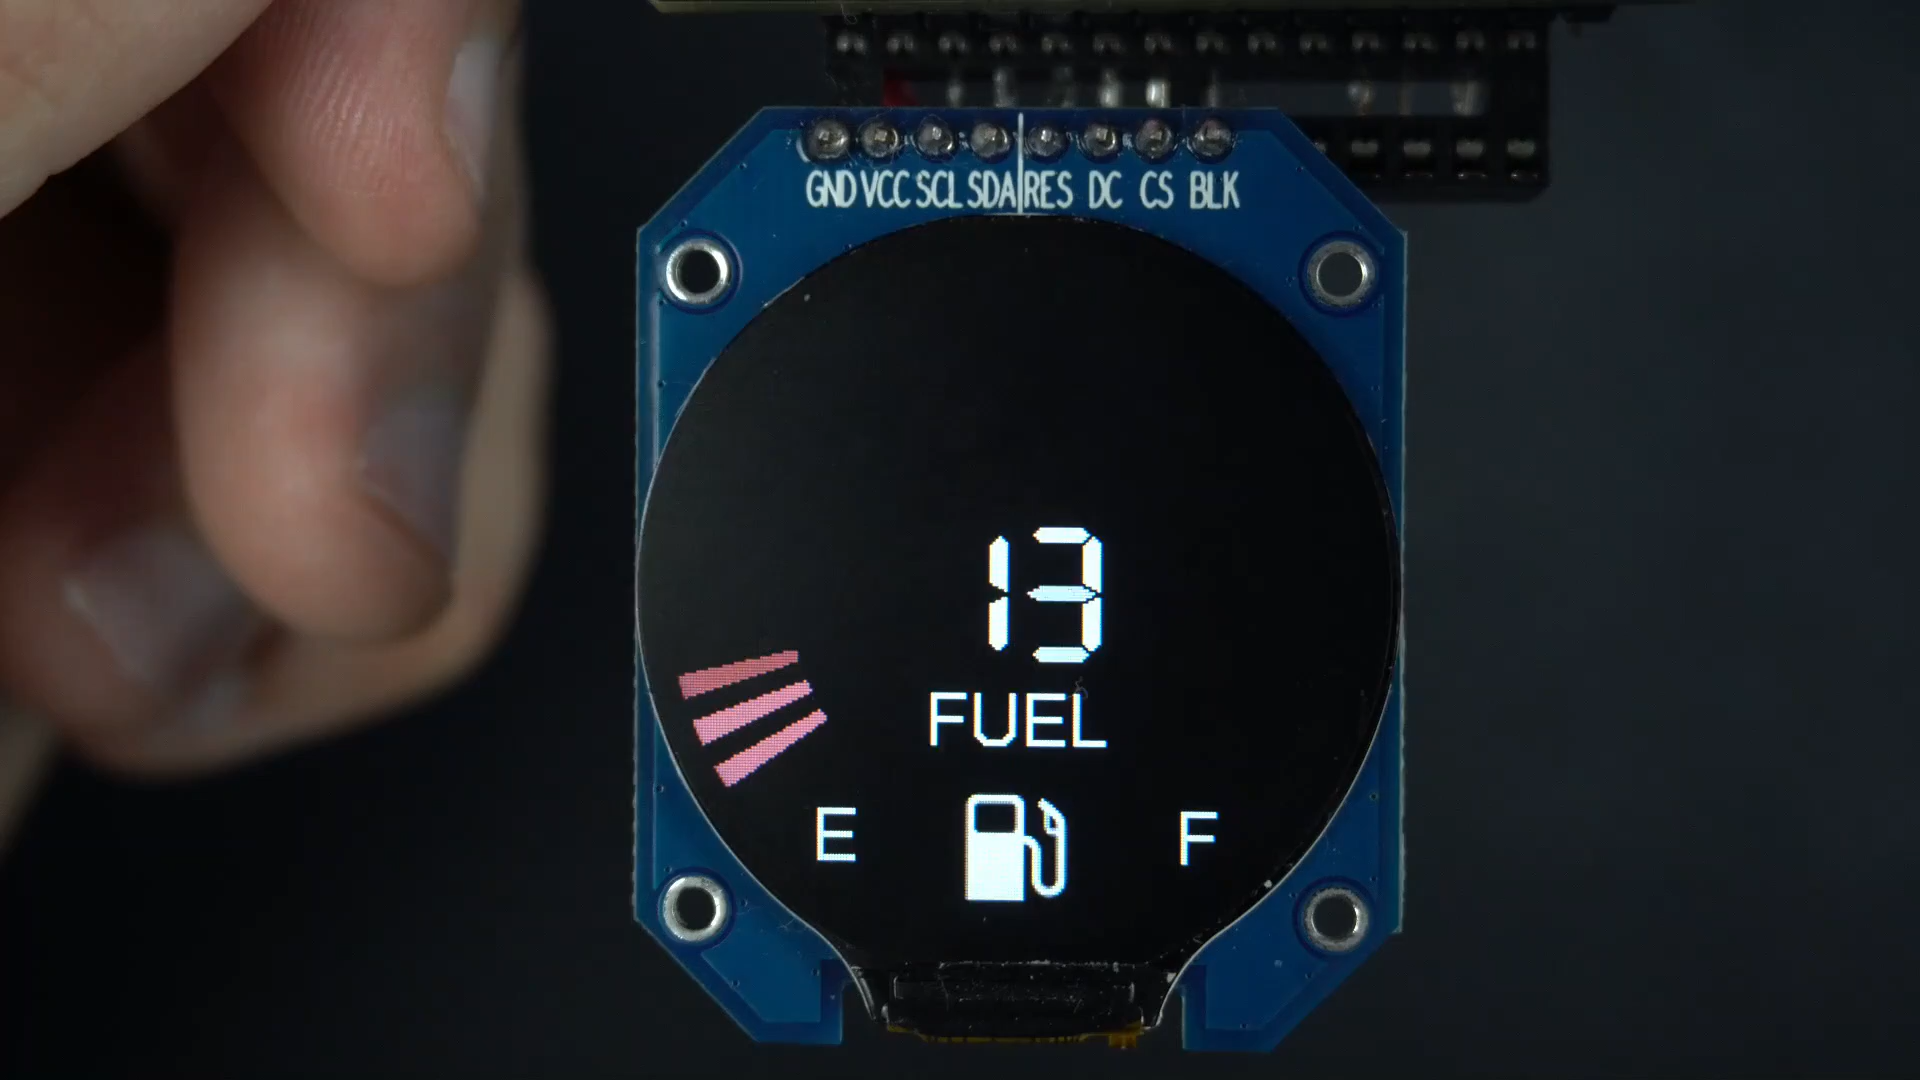 GND VCC SCL SDA RES DC CS BLK
13
FUEL
E F